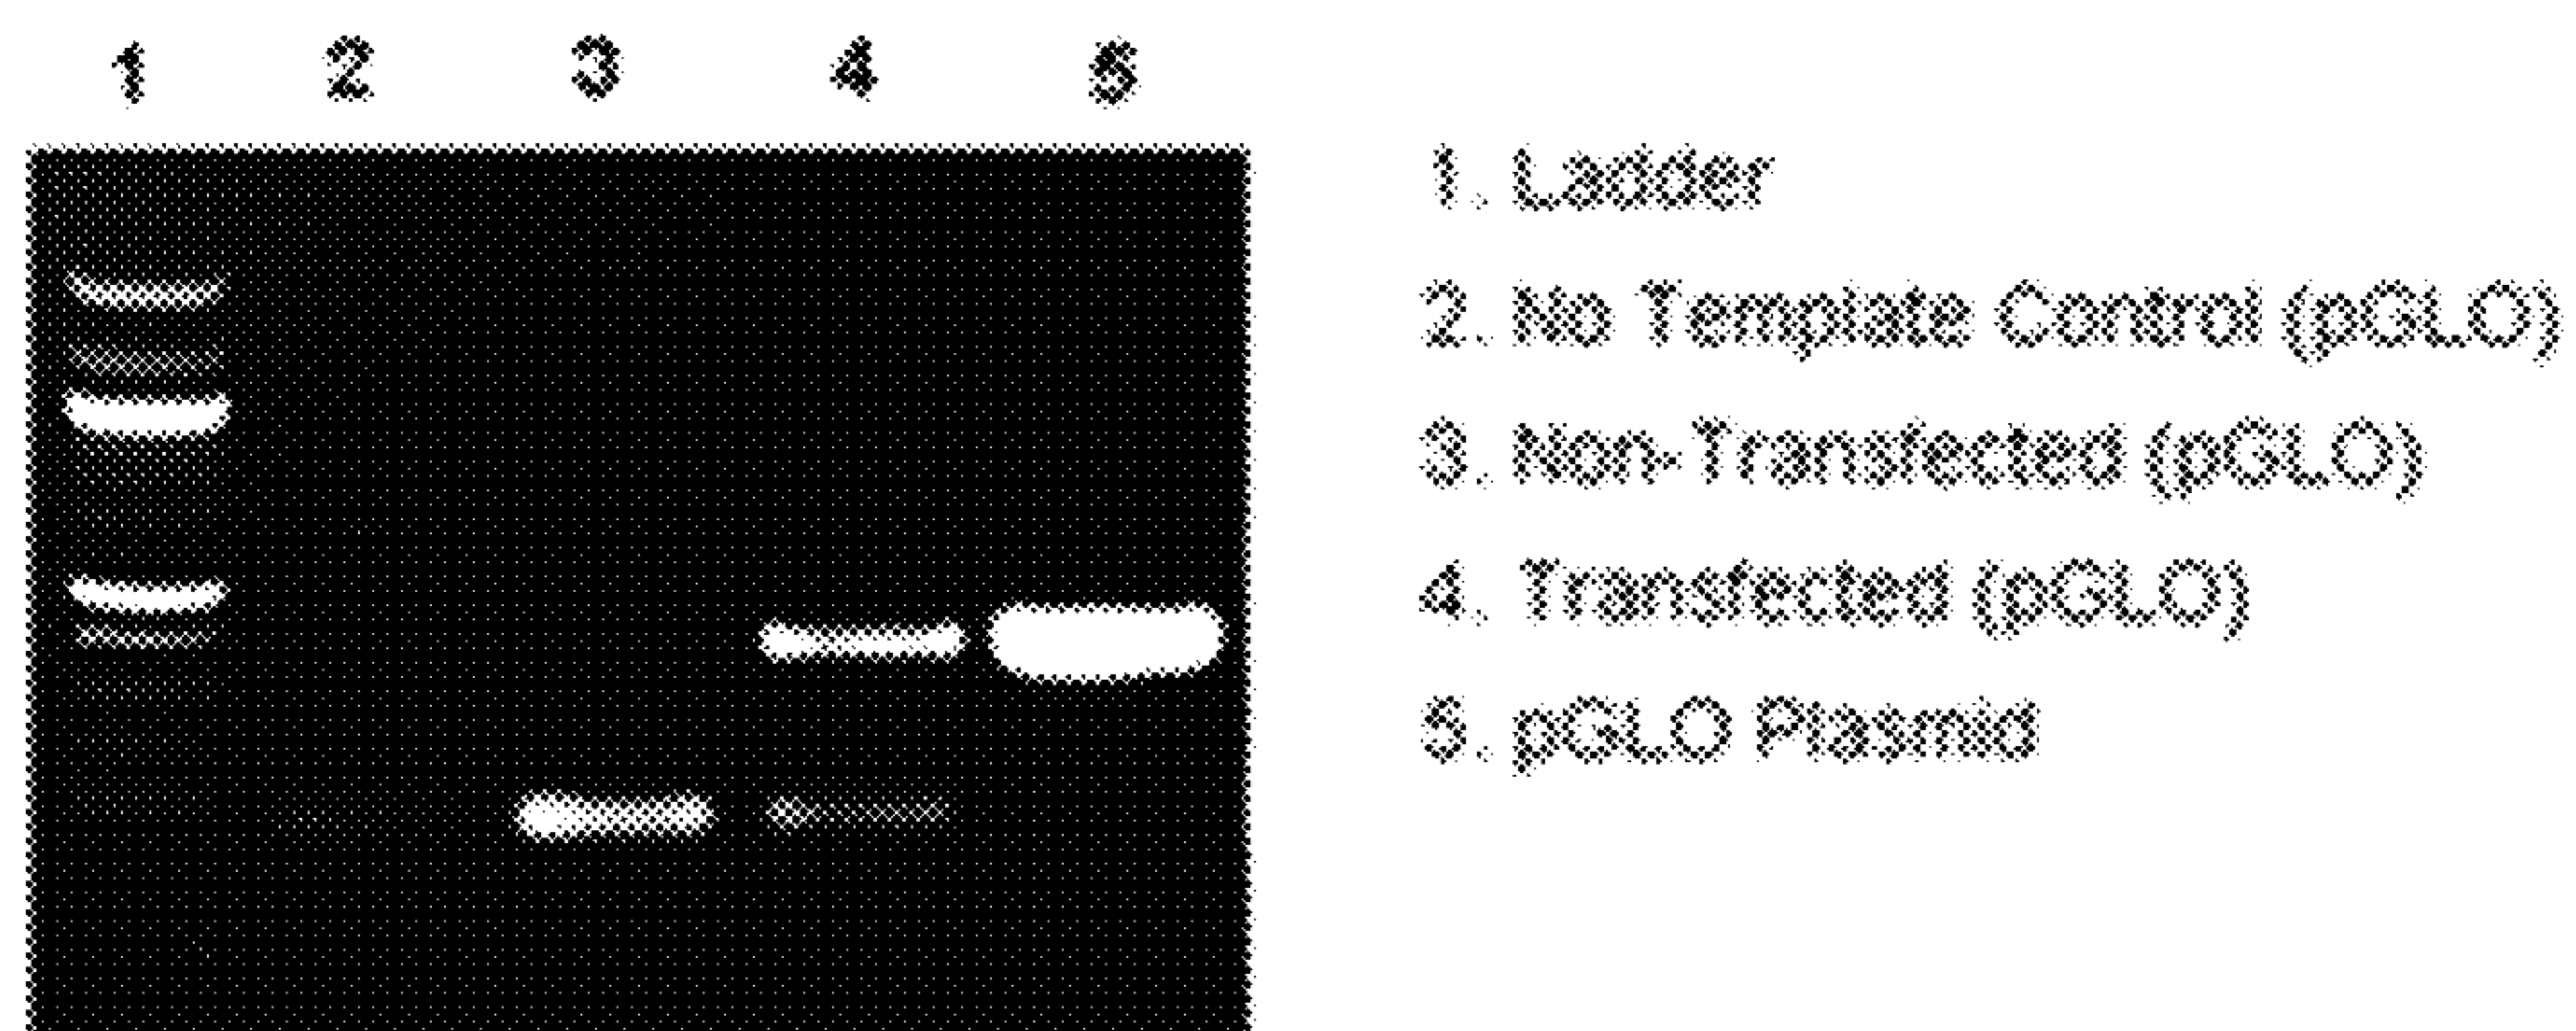 1 2 3 4 5
1. Ladder
2. No Template Control (pGLO)
3. Non-Transfected (pGLO)
4. Transfected (pGLO)
5. pGLO Plasmid